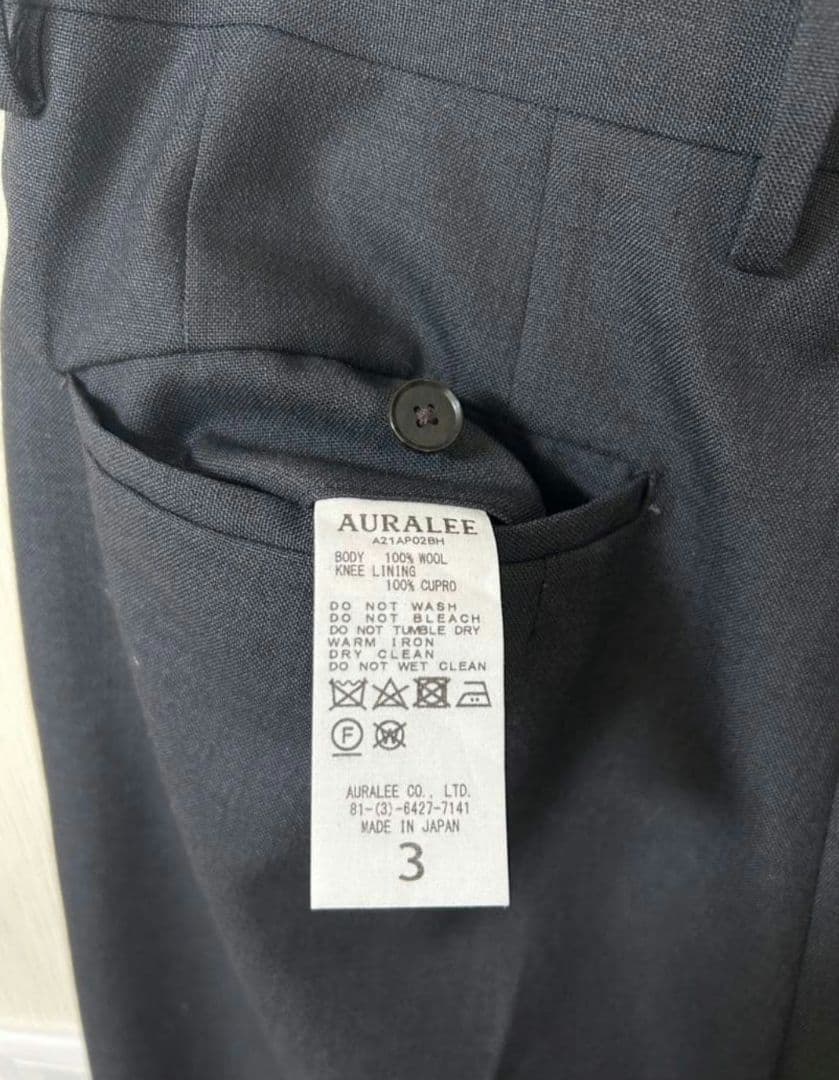 AURALEE
A21AP02BH
BODY 100% WOOL
KNEE LINING
100% CUPRO
DO NOT WASH
DO NOT BLEACH
DO NOT TUMBLE DRY
WARM IRON
DRY CLEAN
DO NOT WET CLEAN
F W
AURALEE CO., LTD.
81-(3)-6427-7141
MADE IN JAPAN
3